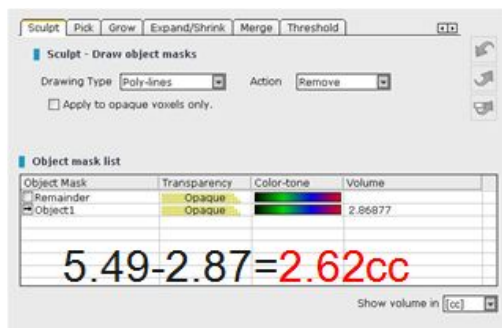 Sculpt Pick Grow Expand/Shrink Merge Threshold
Sculpt - Draw object masks
Drawing Type Poly-lines Action Remove
Apply to opaque voxels only.
Object mask list
Object Mask Transparency Color-tone Volume
Remainder Opaque
Object1 Opaque 2.86877
5.49-2.87=2.62cc
Show volume in [cc]